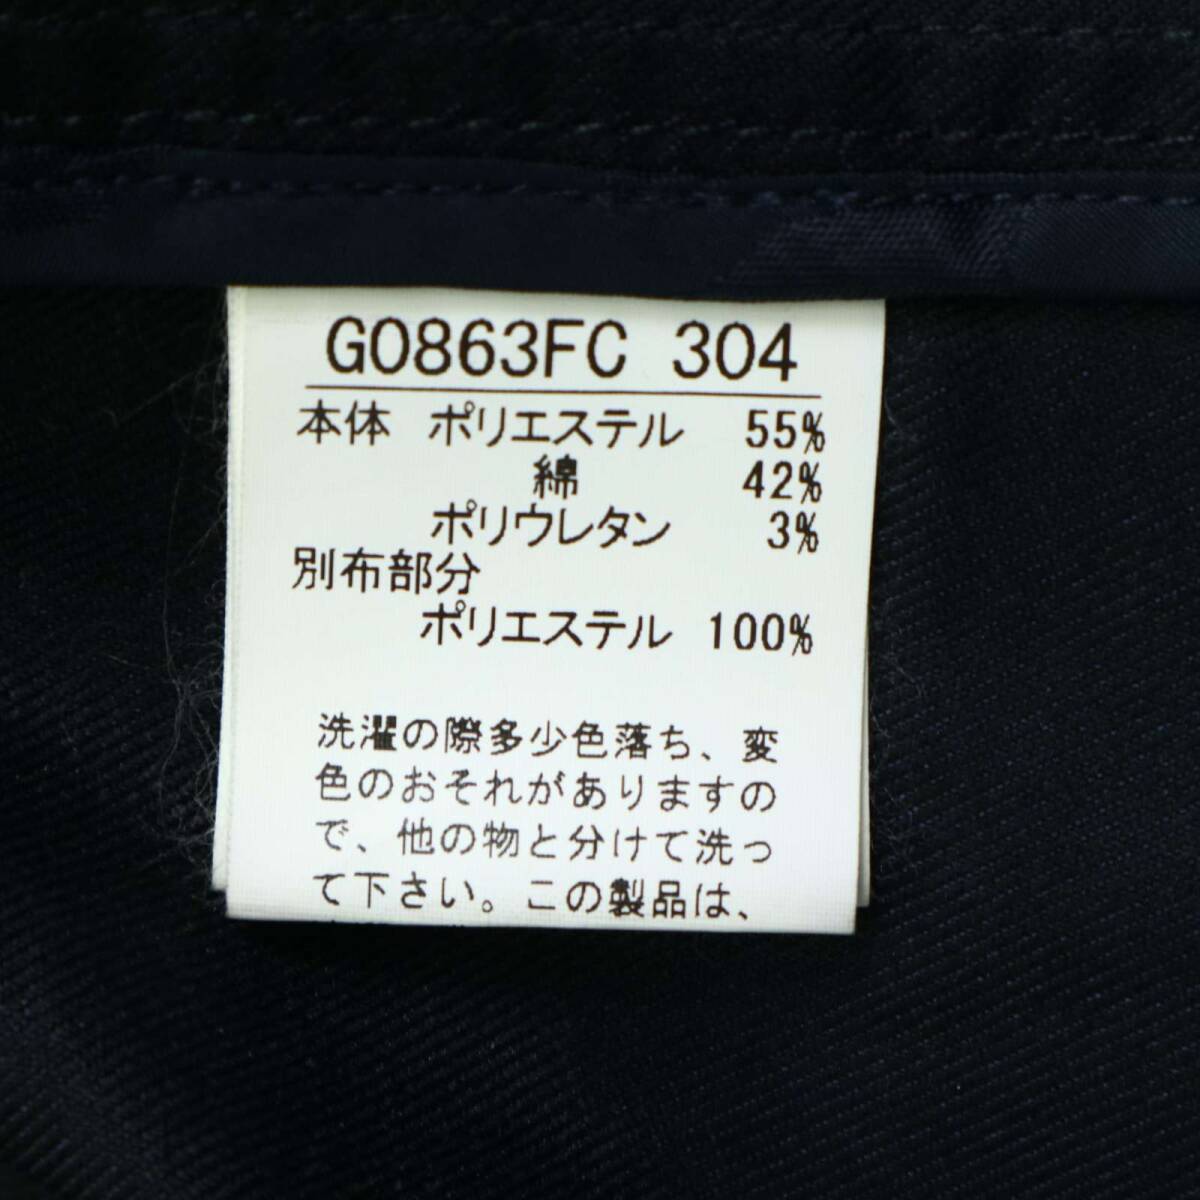 G0863FC 304
本体 ポリエステル 55%
綿 42%
ポリウレタン 3%
別布部分
ポリエステル 100%
洗濯の際多少色落ち、変
色のおそれがありますの
で、他の物と分けて洗っ
て下さい。この製品は、